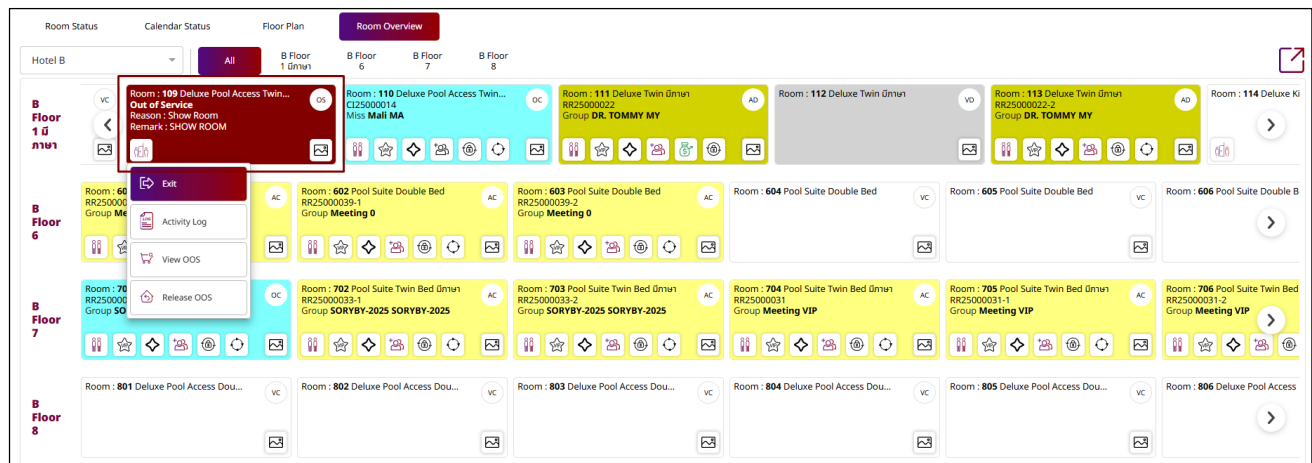 Room Status
Calendar Status
Floor Plan
Room Overview
Hotel B
All
B Floor
1 มีภาษา
B Floor
6
B Floor
7
B Floor
8
B
Floor
1 มี
ภาษา
VC
Room : 109 Deluxe Pool Access Twin...
Out of Service
Reason : Show Room
Remark : SHOW ROOM
OS
Room : 110 Deluxe Pool Access Twin...
CI25000014
Miss Mali MA
OC
Room : 111 Deluxe Twin มีภาษา
RR25000022
Group DR. TOMMY MY
AD
Room : 112 Deluxe Twin มีภาษา
VD
Room : 113 Deluxe Twin มีภาษา
RR25000022-2
Group DR. TOMMY MY
AD
Room : 114 Deluxe Ki
Exit
Activity Log
View OOS
Release OOS
B
Floor
6
Room : 60
RR250000
Group Me
AC
Room : 602 Pool Suite Double Bed
RR25000039-1
Group Meeting 0
AC
Room : 603 Pool Suite Double Bed
RR25000039-2
Group Meeting 0
AC
Room : 604 Pool Suite Double Bed
VC
Room : 605 Pool Suite Double Bed
VC
Room : 606 Pool Suite Double B
B
Floor
7
Room : 70
RR250000
Group SO
OC
Room : 702 Pool Suite Twin Bed มีภาษา
RR25000033-1
Group SORYBY-2025 SORYBY-2025
AC
Room : 703 Pool Suite Twin Bed มีภาษา
RR25000033-2
Group SORYBY-2025 SORYBY-2025
AC
Room : 704 Pool Suite Twin Bed มีภาษา
RR25000031
Group Meeting VIP
AC
Room : 705 Pool Suite Twin Bed มีภาษา
RR25000031-1
Group Meeting VIP
AC
Room : 706 Pool Suite Twin Bed
RR25000031-2
Group Meeting VIP
B
Floor
8
Room : 801 Deluxe Pool Access Dou...
VC
Room : 802 Deluxe Pool Access Dou...
VC
Room : 803 Deluxe Pool Access Dou...
VC
Room : 804 Deluxe Pool Access Dou...
VC
Room : 805 Deluxe Pool Access Dou...
VC
Room : 806 Deluxe Pool Access